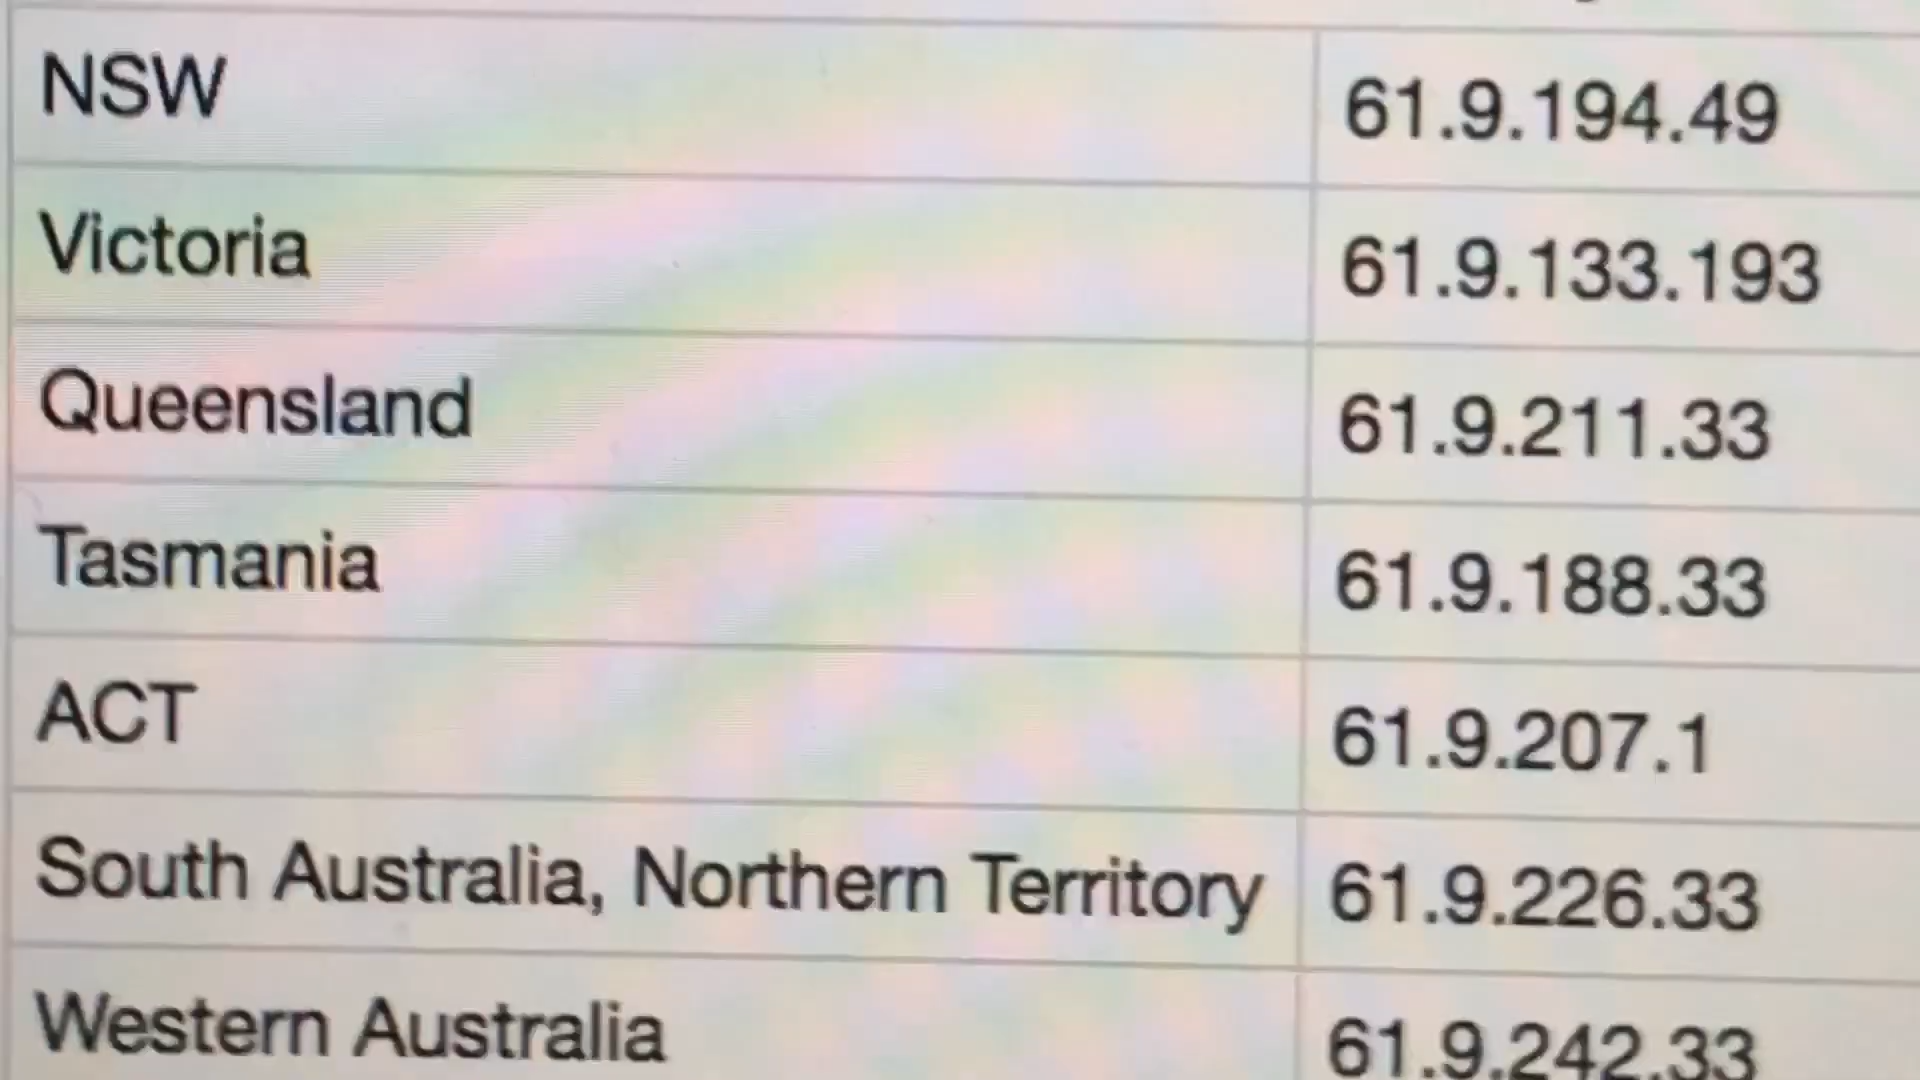 NSW 61.9.194.49
Victoria 61.9.133.193
Queensland 61.9.211.33
Tasmania 61.9.188.33
ACT 61.9.207.1
South Australia, Northern Territory 61.9.226.33
Western Australia 61.9.242.33